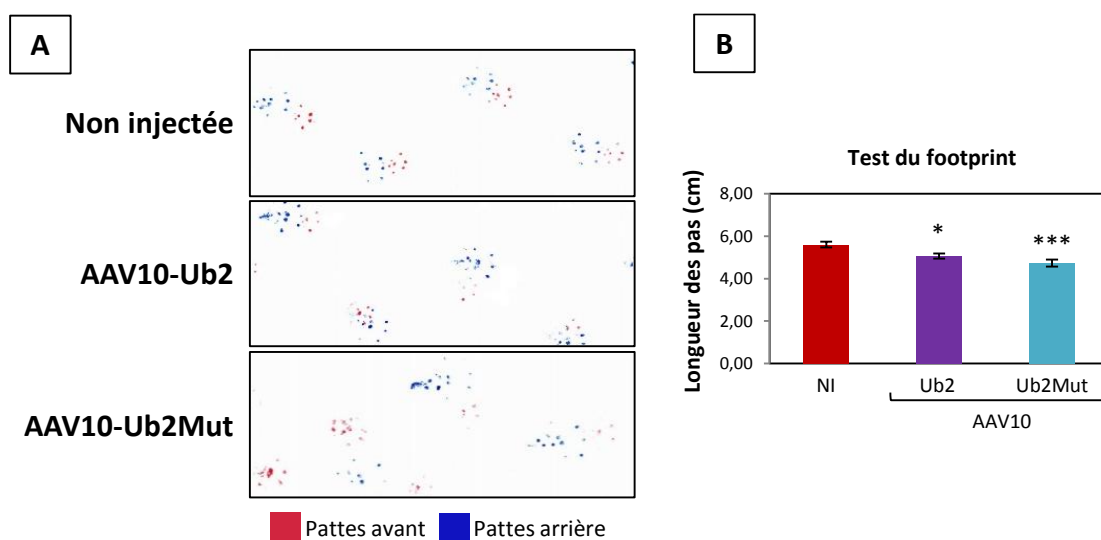 A
Non injectée
AAV10-Ub2
AAV10-Ub2Mut
Pattes avant
Pattes arrière
B
Test du footprint
Longueur des pas (cm)
8,00
6,00
4,00
2,00
0,00
*
***
NI
Ub2
Ub2Mut
AAV10